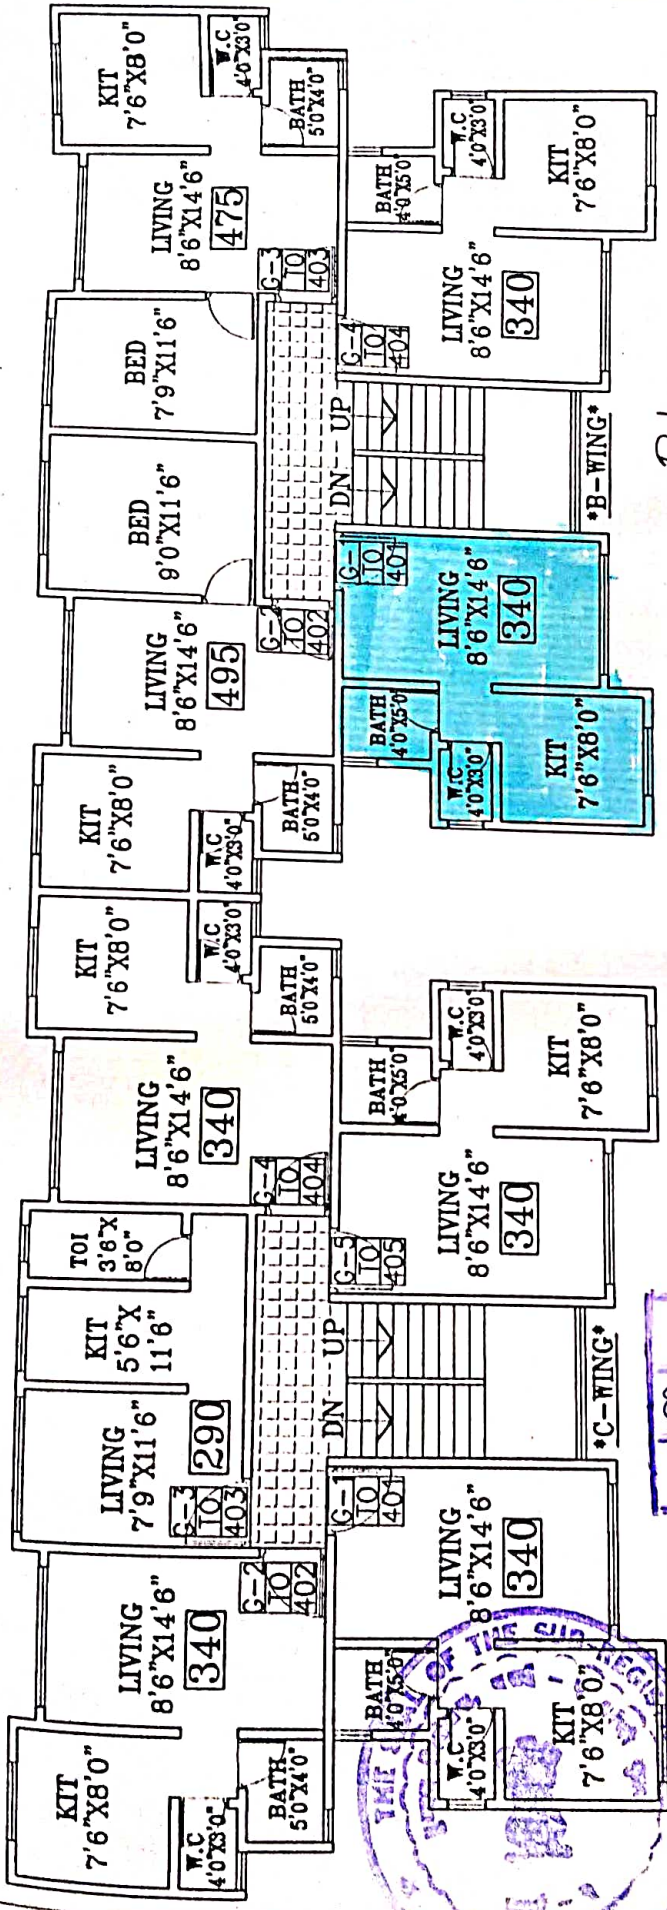 KIT
7'6"X8'0"
W.C
4'0"X3'0"
BATH
5'0"X4'0"
LIVING
8'6"X14'6"
340
G-2
TO
402
LIVING
7'9"X11'6"
290
G-3
TO
403
KIT
5'6"X
11'6"
TOI
3'6"X
8'0"
LIVING
8'6"X14'6"
340
G-4
TO
404
KIT
7'6"X8'0"
W.C
4'0"X3'0"
BATH
5'0"X4'0"
KIT
7'6"X8'0"
W.C
4'0"X3'0"
BATH
5'0"X4'0"
LIVING
8'6"X14'6"
495
G-2
TO
402
BED
9'0"X11'6"
BED
7'9"X11'6"
LIVING
8'6"X14'6"
475
G-3
TO
403
KIT
7'6"X8'0"
W.C
4'0"X3'0"
BATH
5'0"X4'0"
BATH
4'0"X5'0"
W.C
4'0"X3'0"
KIT
7'6"X8'0"
LIVING
8'6"X14'6"
340
G-1
TO
401
DN
UP
*C-WING*
G-5
TO
405
LIVING
8'6"X14'6"
340
BATH
4'0"X5'0"
W.C
4'0"X3'0"
KIT
7'6"X8'0"
BATH
4'0"X5'0"
W.C
4'0"X3'0"
KIT
7'6"X8'0"
LIVING
8'6"X14'6"
340
G-1
TO
401
DN
UP
*B-WING*
G-4
TO
404
LIVING
8'6"X14'6"
340
BATH
4'0"X5'0"
W.C
4'0"X3'0"
KIT
7'6"X8'0"
THE
OF THE SUB-REGI